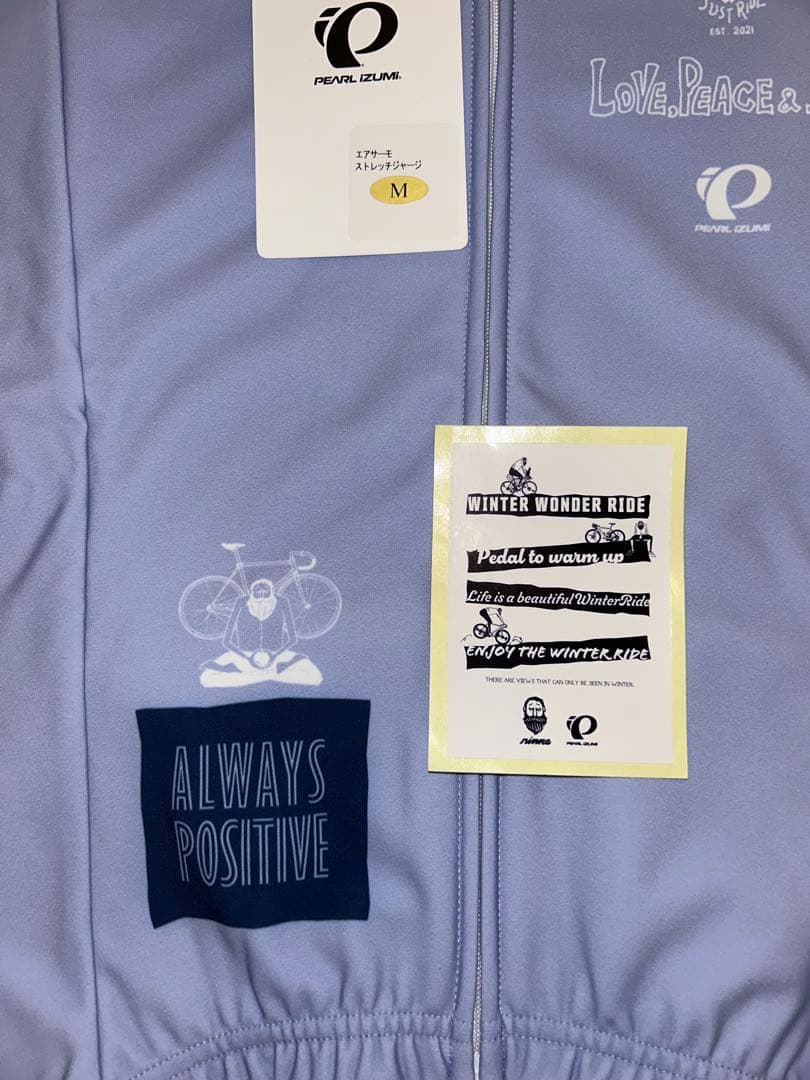 PEARL iZUMi.
エアサーモ
ストレッチジャージ
M
JUST RIDE
EST. 2021
LOVE, PEACE &
PEARL iZUMi
WINTER WONDER RIDE
Pedal to warm up
Life is a beautiful WinterRide
ENJOY THE WINTER RIDE
THERE ARE VIEWS THAT CAN ONLY BE SEEN IN WINTER.
rinne
PEARL iZUMi
ALWAYS
POSITIVE